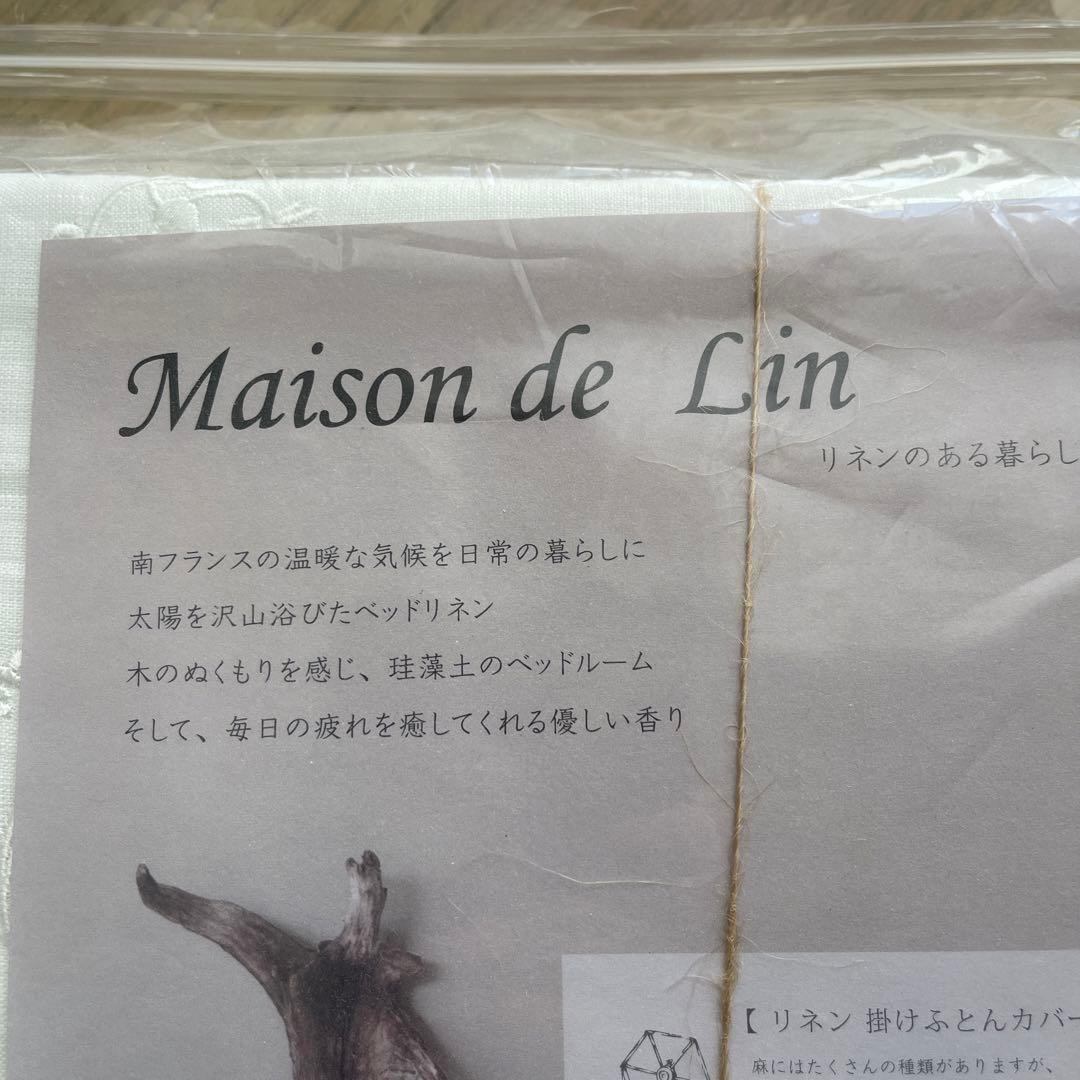 Maison de Lin
リネンのある暮らし
南フランスの温暖な気候を日常の暮らしに
太陽を沢山浴びたベッドリネン
木のぬくもりを感じ、珪藻土のベッドルーム
そして、毎日の疲れを癒してくれる優しい香り
【 リネン 掛けふとんカバー
麻にはたくさんの種類がありますが、